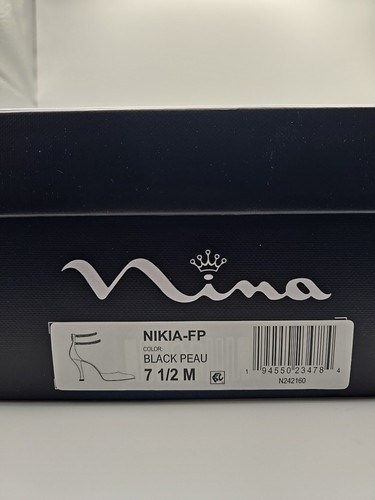 Nina
NIKIA-FP
COLOR:
BLACK PEAU
7 1/2 M
1 94550 23478 4
N242160